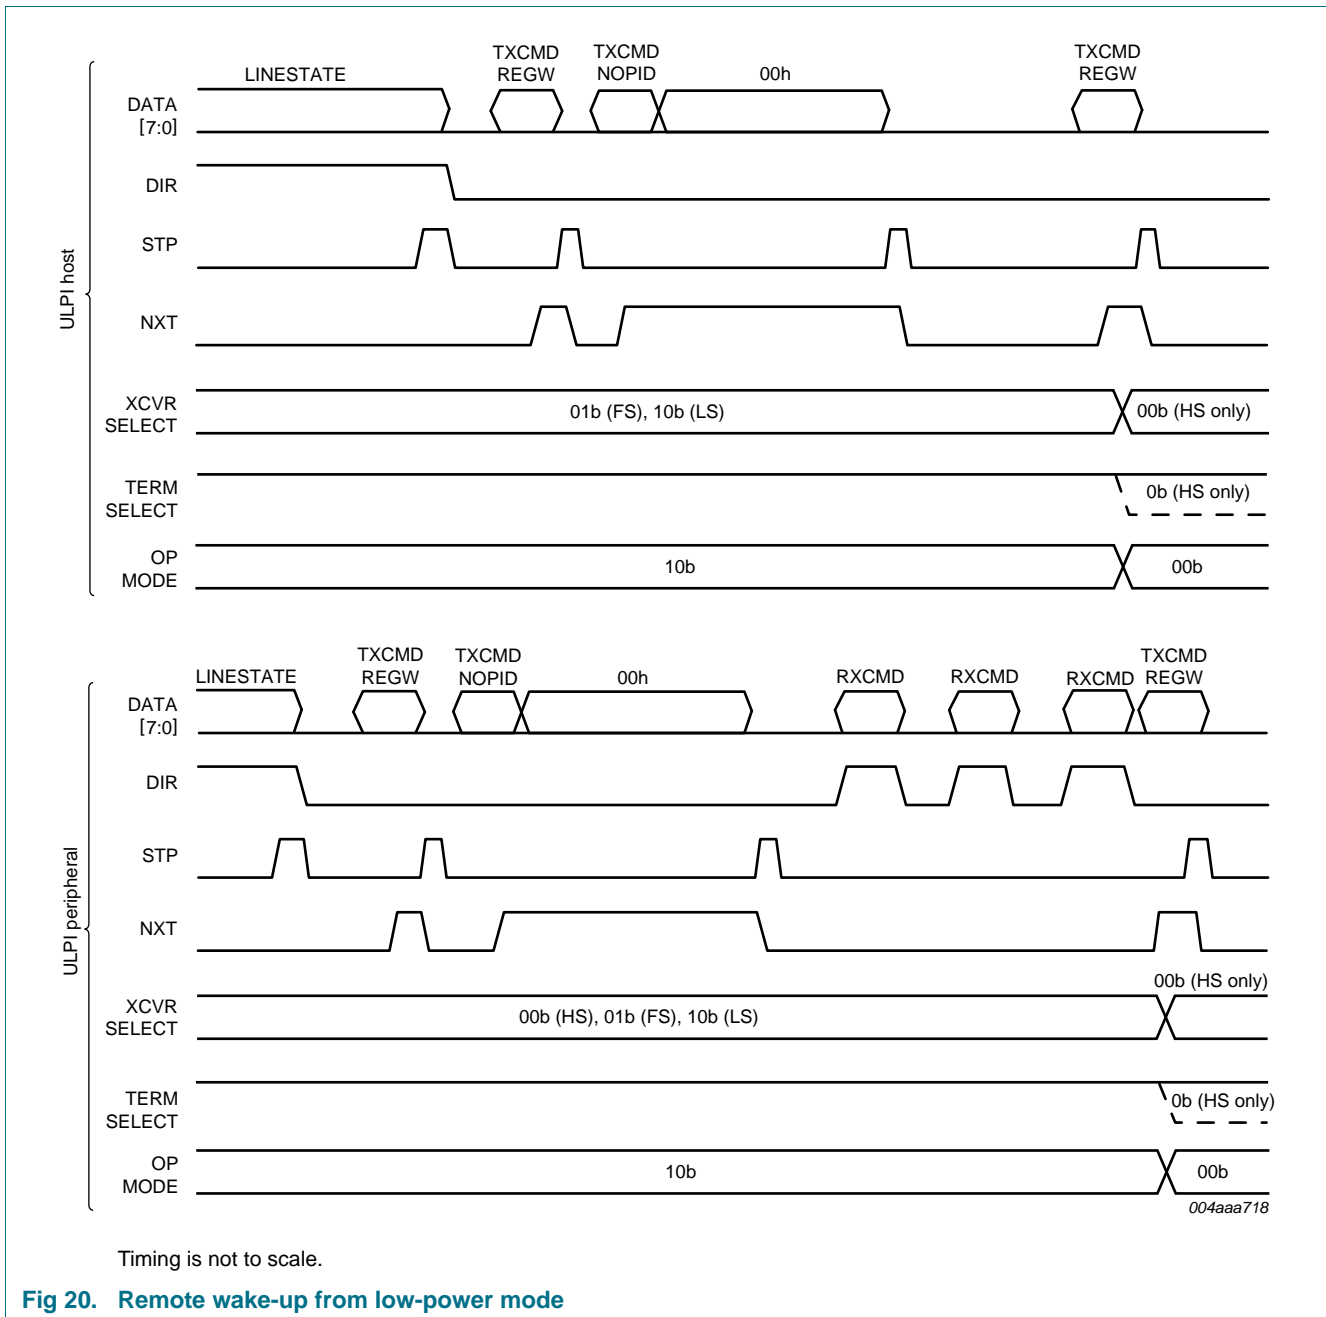 TXCMD TXCMD TXCMD
LINESTATE REGW NOPID 00h REGW
DATA
[7:0]
DIR
STP
ULPI host
NXT
XCVR
SELECT
01b (FS), 10b (LS) 00b (HS only)
TERM
SELECT
0b (HS only)
OP
MODE
10b 00b
TXCMD TXCMD TXCMD
LINESTATE REGW NOPID 00h RXCMD RXCMD RXCMD REGW
DATA
[7:0]
DIR
STP
ULPI peripheral
NXT
00b (HS only)
XCVR
SELECT
00b (HS), 01b (FS), 10b (LS)
TERM
SELECT
0b (HS only)
OP
MODE
10b 00b
004aaa718
Timing is not to scale.
Fig 20. Remote wake-up from low-power mode